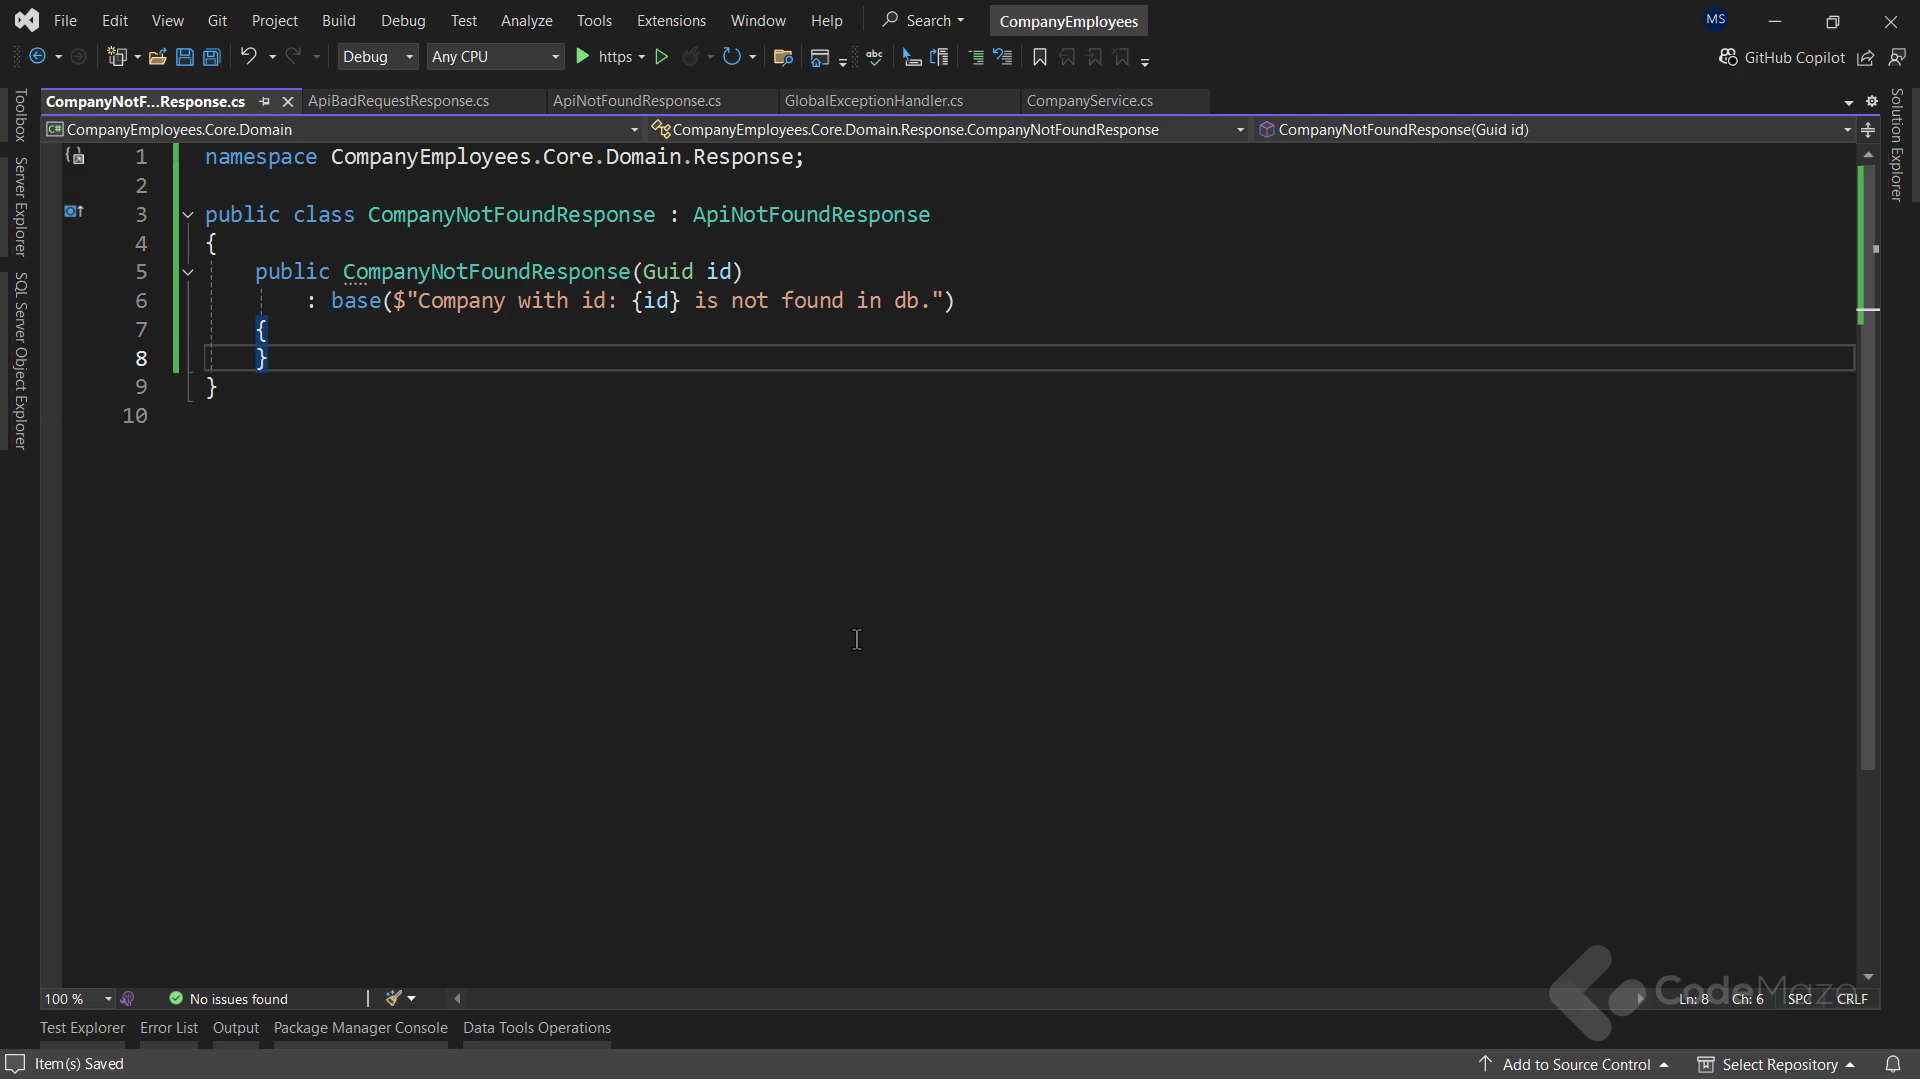 File Edit View Git Project Build Debug Test Analyze Tools Extensions Window Help Search CompanyEmployees MS
Debug Any CPU https abc GitHub Copilot
CompanyNotF...Response.cs ApiBadRequestResponse.cs ApiNotFoundResponse.cs GlobalExceptionHandler.cs CompanyService.cs
C# CompanyEmployees.Core.Domain CompanyEmployees.Core.Domain.Response.CompanyNotFoundResponse CompanyNotFoundResponse(Guid id)
Toolbox
Server Explorer
SQL Server Object Explorer
Solution Explorer
1 namespace CompanyEmployees.Core.Domain.Response;
2
3 public class CompanyNotFoundResponse : ApiNotFoundResponse
4 {
5 public CompanyNotFoundResponse(Guid id)
6 : base($"Company with id: {id} is not found in db.")
7 {
8 }
9 }
10
100 % No issues found Ln: 8 Ch: 6 SPC CRLF
CodeMaze
Test Explorer Error List Output Package Manager Console Data Tools Operations
Item(s) Saved Add to Source Control Select Repository